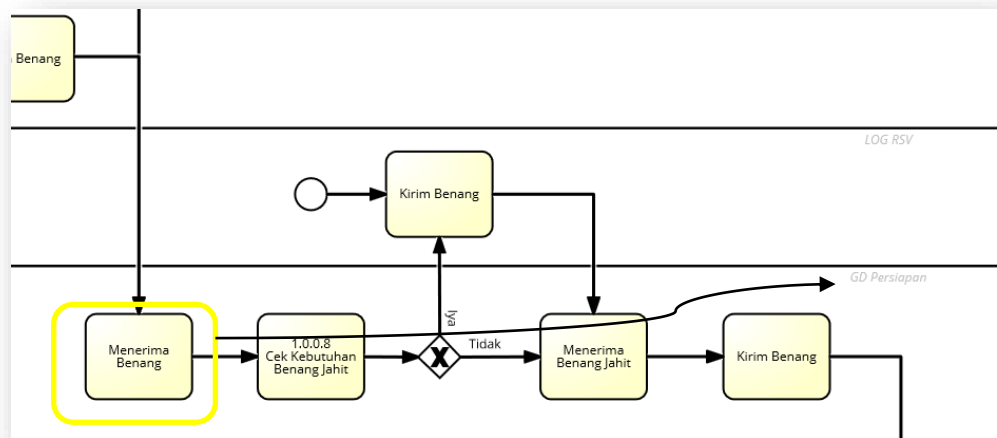 Benang
LOG RSV
Kirim Benang
GD Persiapan
Iya
Menerima
Benang
1.0.0.8
Cek Kebutuhan
Benang Jahit
Tidak
Menerima
Benang Jahit
Kirim Benang